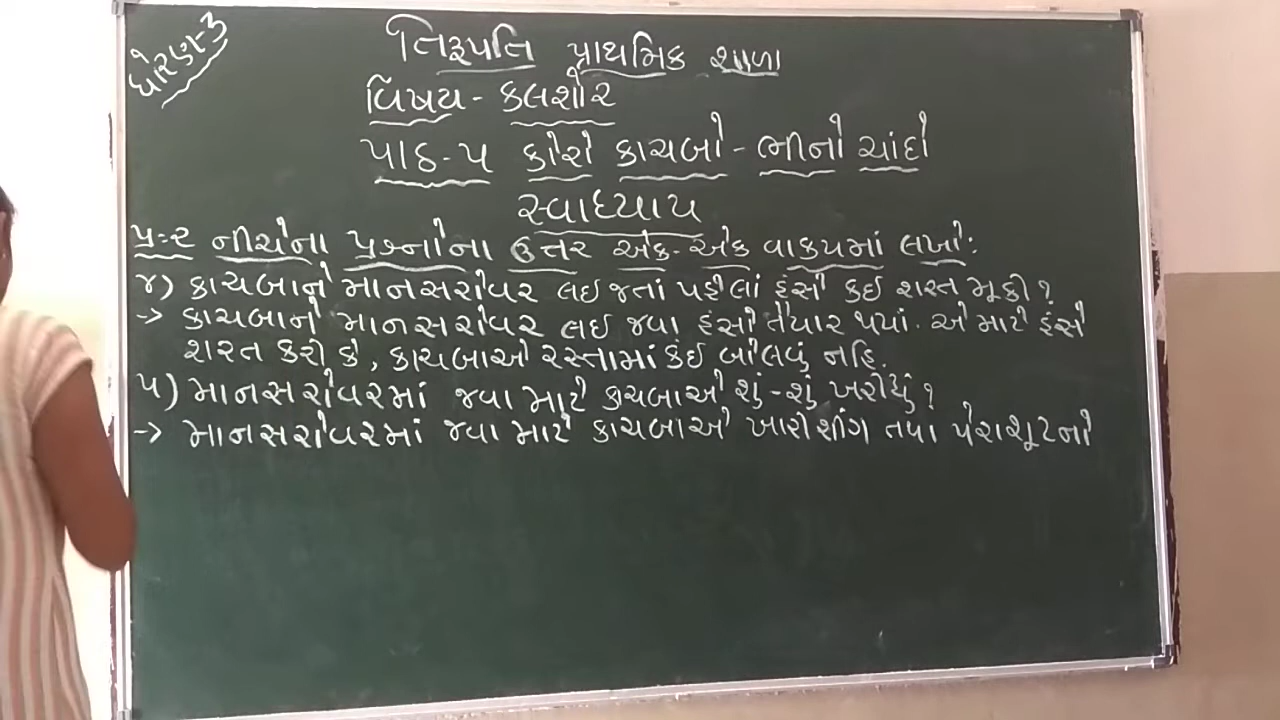 ધોરણ-૩
તિરૂપતિ પ્રાથમિક શાળા
વિષય - કલશોર
પાઠ-૫ કોરો કાચબો - ભીનો ચાંદો
સ્વાધ્યાય
પ્ર:-૨ નીચેના પ્રશ્નોના ઉત્તર એક-એક વાક્યમાં લખો:
૪) કાચબાને માનસરોવર લઇ જતાં પહેલાં હંસો કઇ શરત મૂકી?
-> કાચબાને માનસરોવર લઇ જવા હંસો તૈયાર થયાં. એ માટે હંસે
શરત કરી કે, કાચબાએ રસ્તામાં કંઇ બોલવું નહિ.
૫) માનસરોવરમાં જવા માટે કાચબાએ શું-શું ખરીદ્યું?
-> માનસરોવરમાં જવા માટે કાચબાએ ખારીશીંગ તથા પેરાશૂટની